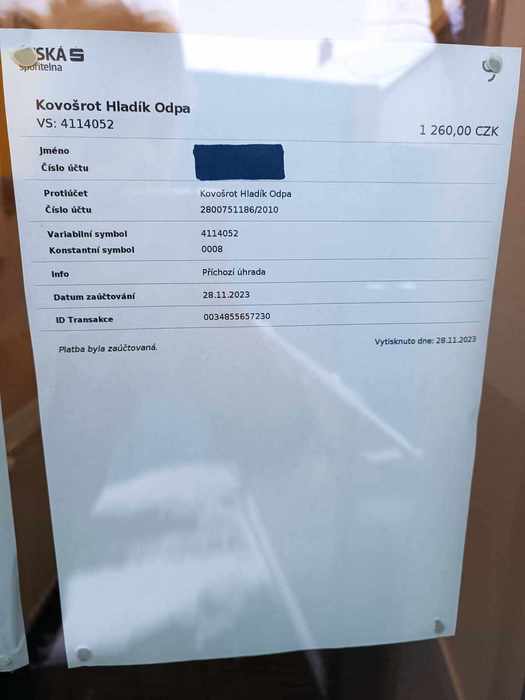 SKÁ
spořitelna
Kovošrot Hladík Odpa
VS: 4114052
1 260,00 CZK
Jméno
Číslo účtu
Protiúčet Kovošrot Hladík Odpa
Číslo účtu 2800751186/2010
Variabilní symbol 4114052
Konstantní symbol 0008
Info Příchozí úhrada
Datum zaúčtování 28.11.2023
ID Transakce 0034855657230
Platba byla zaúčtovaná.
Vytisknuto dne: 28.11.2023